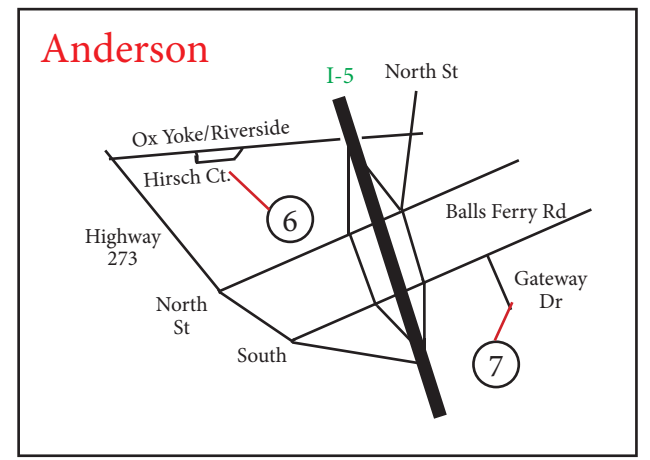 Anderson
I-5
North St
Ox Yoke/Riverside
Hirsch Ct.
6
Balls Ferry Rd
Highway
273
Gateway
Dr
North
St
South
7